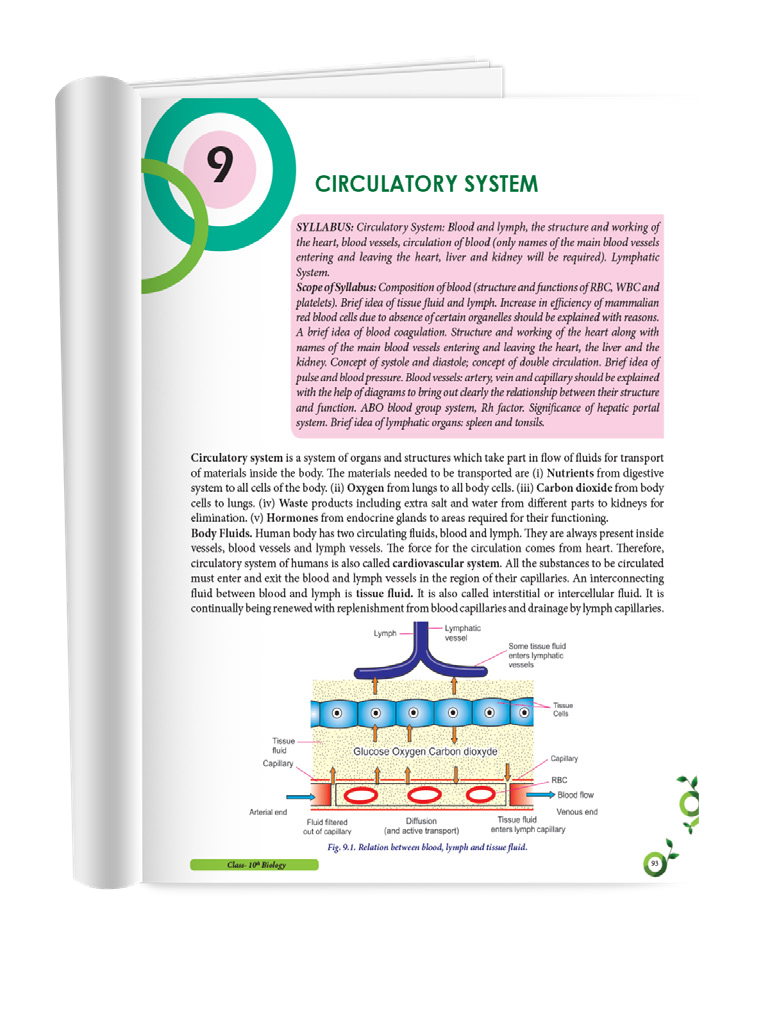 9
CIRCULATORY SYSTEM
SYLLABUS: Circulatory System: Blood and lymph, the structure and working of
the heart, blood vessels, circulation of blood (only names of the main blood vessels
entering and leaving the heart, liver and kidney will be required). Lymphatic
System.
Scope of Syllabus: Composition of blood (structure and functions of RBC, WBC and
platelets). Brief idea of tissue fluid and lymph. Increase in efficiency of mammalian
red blood cells due to absence of certain organelles should be explained with reasons.
A brief idea of blood coagulation. Structure and working of the heart along with
names of the main blood vessels entering and leaving the heart, the liver and the
kidney. Concept of systole and diastole; concept of double circulation. Brief idea of
pulse and blood pressure. Blood vessels: artery, vein and capillary should be explained
with the help of diagrams to bring out clearly the relationship between their structure
and function. ABO blood group system, Rh factor. Significance of hepatic portal
system. Brief idea of lymphatic organs: spleen and tonsils.
Circulatory system is a system of organs and structures which take part in flow of fluids for transport
of materials inside the body. The materials needed to be transported are (i) Nutrients from digestive
system to all cells of the body. (ii) Oxygen from lungs to all body cells. (iii) Carbon dioxide from body
cells to lungs. (iv) Waste products including extra salt and water from different parts to kidneys for
elimination. (v) Hormones from endocrine glands to areas required for their functioning.
Body Fluids. Human body has two circulating fluids, blood and lymph. They are always present inside
vessels, blood vessels and lymph vessels. The force for the circulation comes from heart. Therefore,
circulatory system of humans is also called cardiovascular system. All the substances to be circulated
must enter and exit the blood and lymph vessels in the region of their capillaries. An interconnecting
fluid between blood and lymph is tissue fluid. It is also called interstitial or intercellular fluid. It is
continually being renewed with replenishment from blood capillaries and drainage by lymph capillaries.
Lymph
Lymphatic
vessel
Some tissue fluid
enters lymphatic
vessels
Tissue
Cells
Tissue
fluid
Glucose Oxygen Carbon dioxyde
Capillary
Capillary
RBC
Blood flow
Arterial end
Venous end
Fluid filtered
out of capillary
Diffusion
(and active transport)
Tissue fluid
enters lymph capillary
Fig. 9.1. Relation between blood, lymph and tissue fluid.
Class- 10th Biology
93